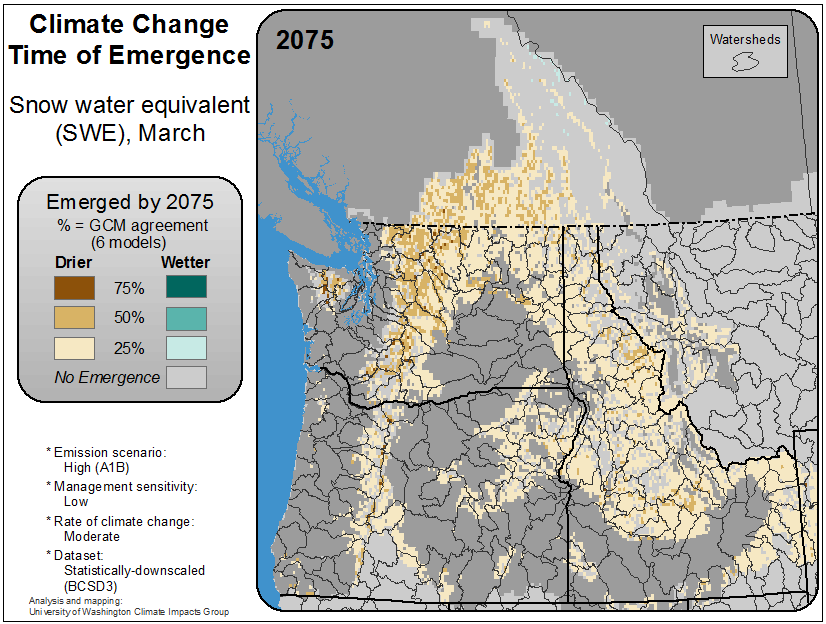 Climate Change
Time of Emergence
Snow water equivalent
(SWE), March
Emerged by 2075
% = GCM agreement
(6 models)
Drier Wetter
75%
50%
25%
No Emergence
* Emission scenario:
High (A1B)
* Management sensitivity:
Low
* Rate of climate change:
Moderate
* Dataset:
Statistically-downscaled
(BCSD3)
Analysis and mapping:
University of Washington Climate Impacts Group
2075
Watersheds